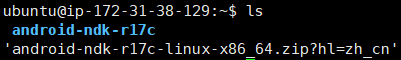 ubuntu@ip-172-31-38-129:~$ ls
android-ndk-r17c
'android-ndk-r17c-linux-x86_64.zip?hl=zh_cn'